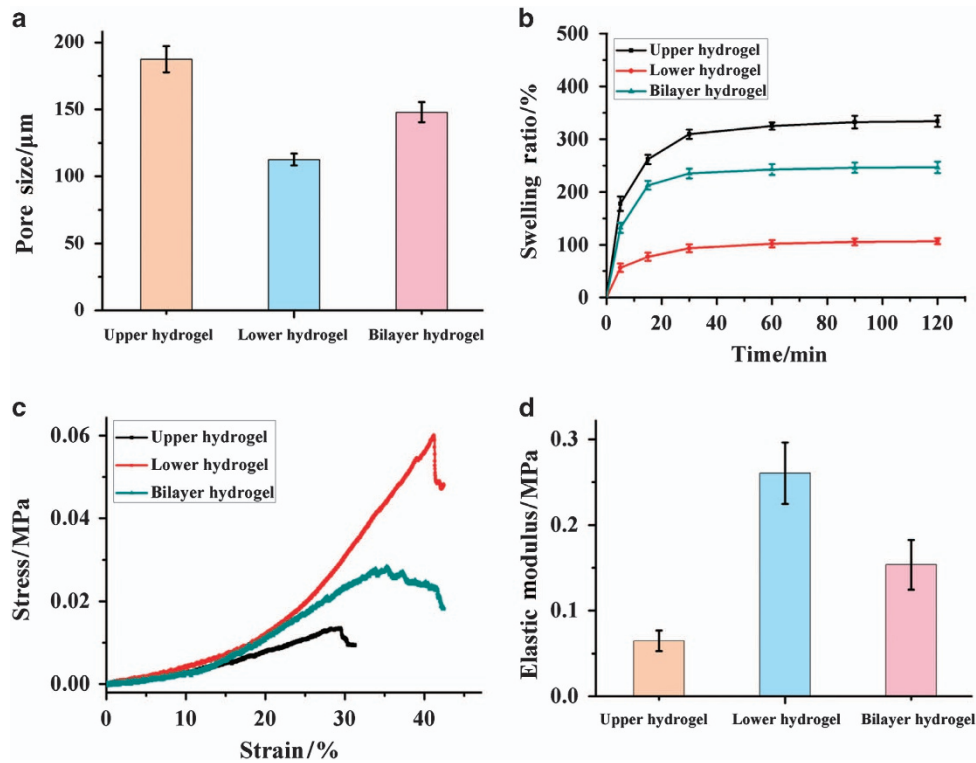 a
200
150
100
50
0
Pore size/μm
Upper hydrogel
Lower hydrogel
Bilayer hydrogel
b
500
400
300
200
100
0
Swelling ratio/%
Upper hydrogel
Lower hydrogel
Bilayer hydrogel
0 20 40 60 80 100 120
Time/min
c
0.06
0.04
0.02
0.00
Stress/MPa
Upper hydrogel
Lower hydrogel
Bilayer hydrogel
0 10 20 30 40
Strain/%
d
0.3
0.2
0.1
0.0
Elastic modulus/MPa
Upper hydrogel
Lower hydrogel
Bilayer hydrogel